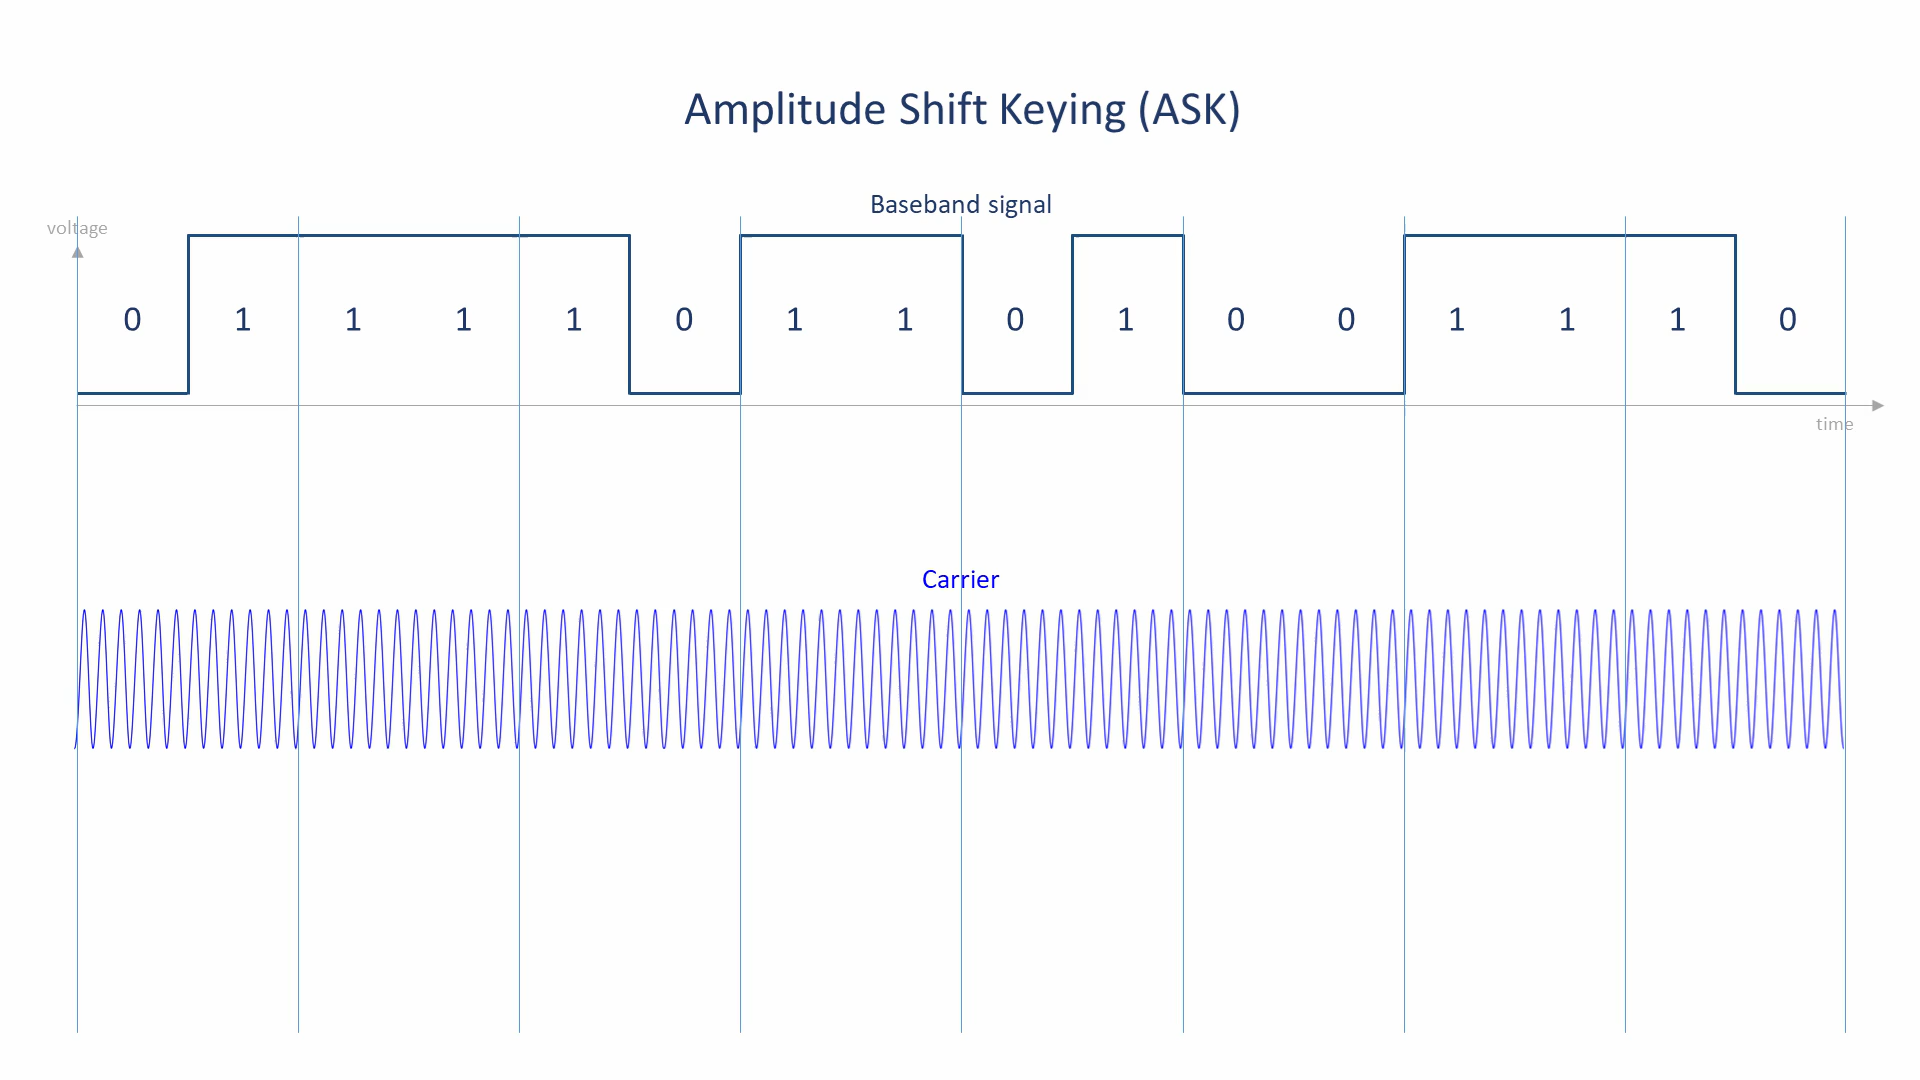 Amplitude Shift Keying (ASK)
Baseband signal
voltage
0 1 1 1 1 0 1 1 0 1 0 0 1 1 1 0
time
Carrier